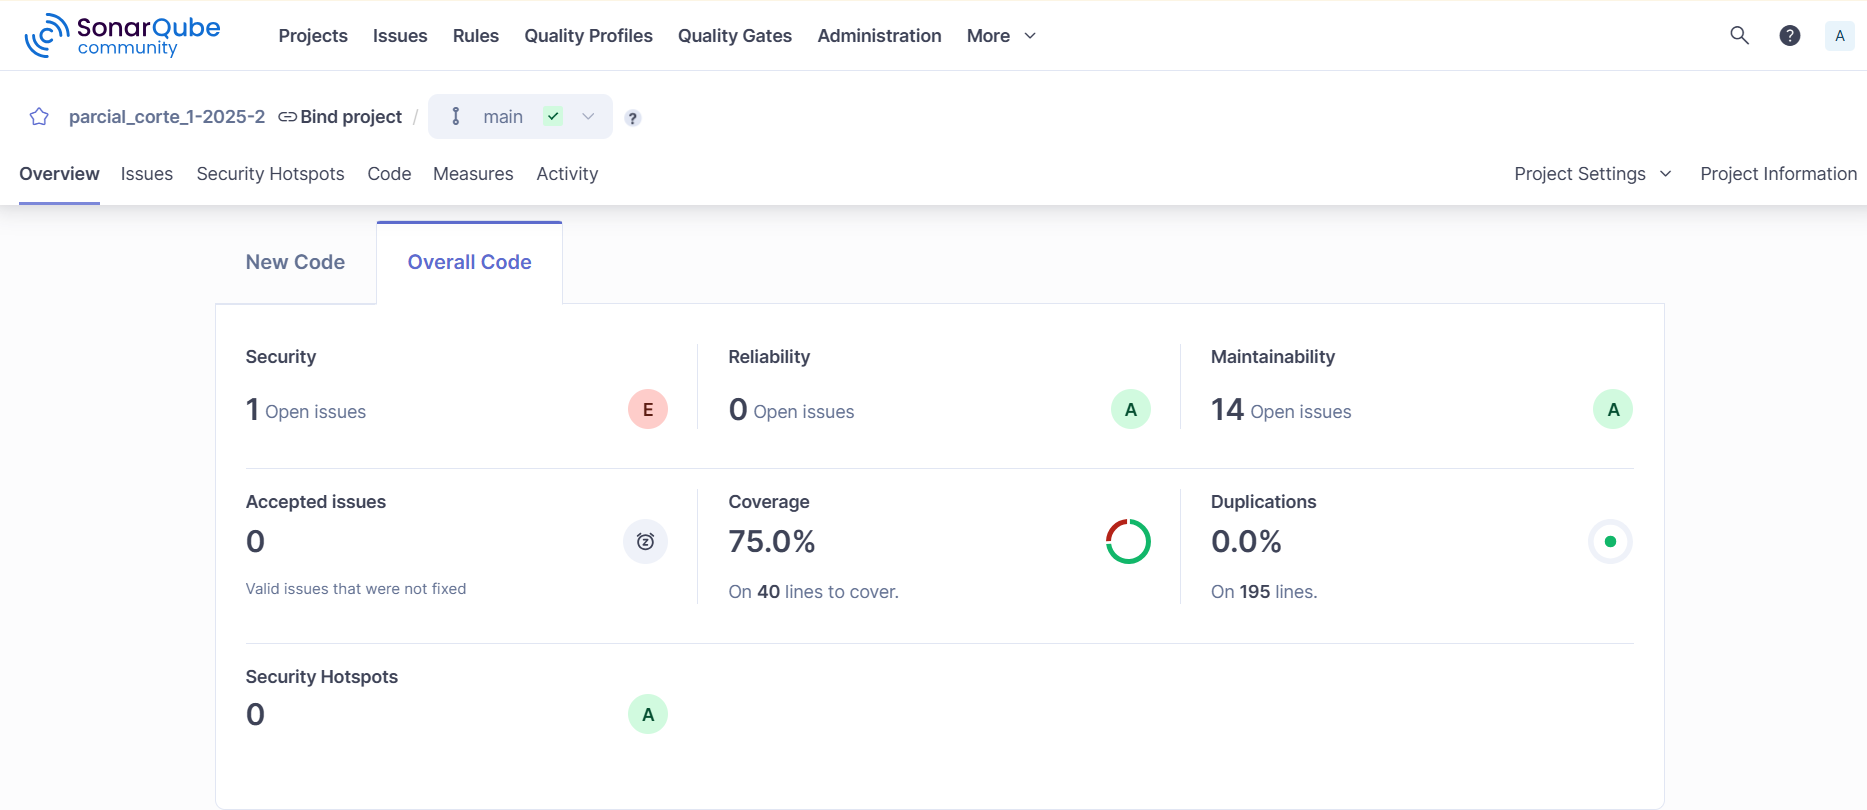 SonarQube community Projects Issues Rules Quality Profiles Quality Gates Administration More ? A
parcial_corte_1-2025-2 Bind project / main ?
Overview Issues Security Hotspots Code Measures Activity Project Settings Project Information
New Code Overall Code
Security Reliability Maintainability
1 Open issues E 0 Open issues A 14 Open issues A
Accepted issues Coverage Duplications
0 z 75.0% 0.0%
Valid issues that were not fixed On 40 lines to cover. On 195 lines.
Security Hotspots
0 A